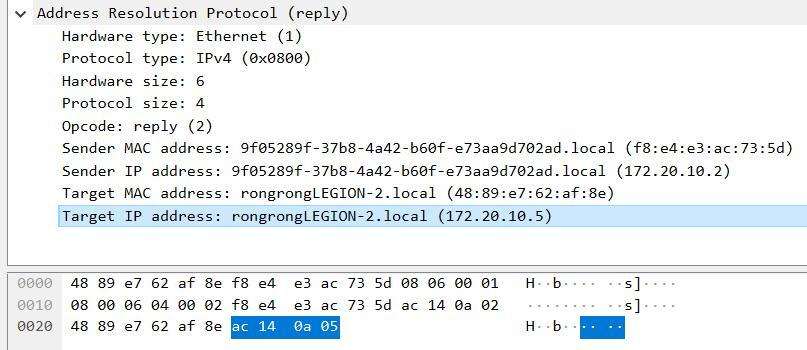 Address Resolution Protocol (reply)
Hardware type: Ethernet (1)
Protocol type: IPv4 (0x0800)
Hardware size: 6
Protocol size: 4
Opcode: reply (2)
Sender MAC address: 9f05289f-37b8-4a42-b60f-e73aa9d702ad.local (f8:e4:e3:ac:73:5d)
Sender IP address: 9f05289f-37b8-4a42-b60f-e73aa9d702ad.local (172.20.10.2)
Target MAC address: rongrongLEGION-2.local (48:89:e7:62:af:8e)
Target IP address: rongrongLEGION-2.local (172.20.10.5)
0000 48 89 e7 62 af 8e f8 e4 e3 ac 73 5d 08 06 00 01 H··b···· ··s]····
0010 08 00 06 04 00 02 f8 e4 e3 ac 73 5d ac 14 0a 02 ········ ··s]····
0020 48 89 e7 62 af 8e ac 14 0a 05 H··b···· ··